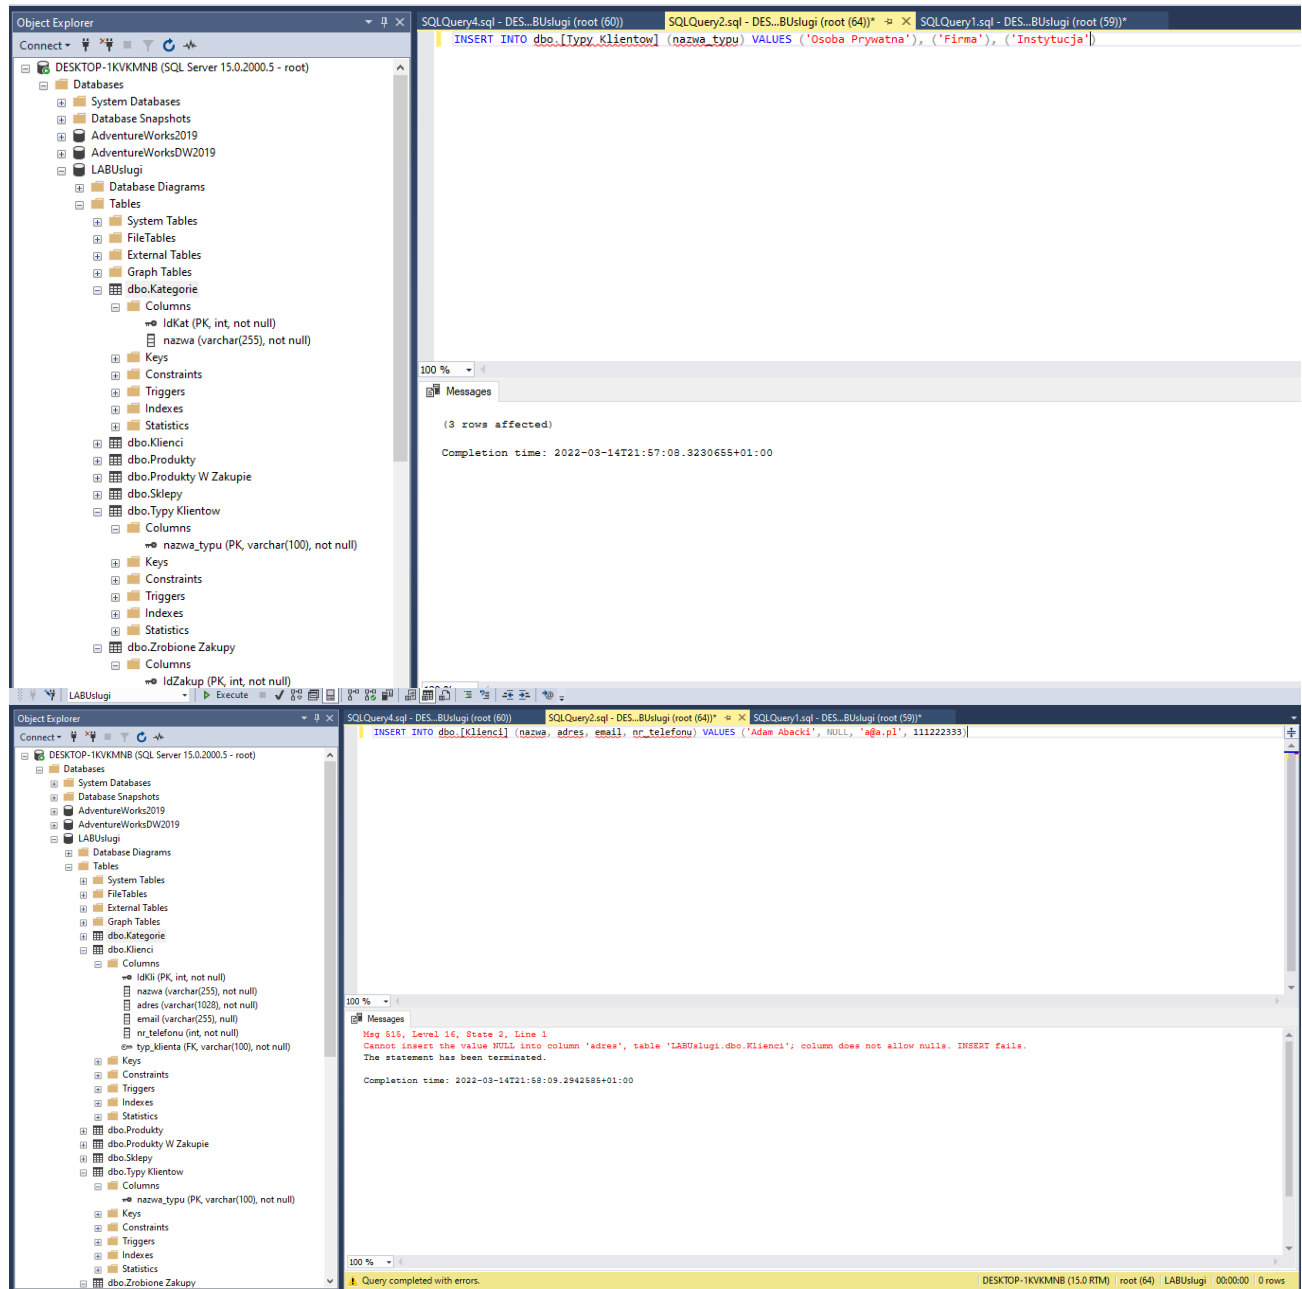 Object Explorer
Connect
DESKTOP-1KVKMNB (SQL Server 15.0.2000.5 - root)
Databases
System Databases
Database Snapshots
AdventureWorks2019
AdventureWorksDW2019
LABUslugi
Database Diagrams
Tables
System Tables
FileTables
External Tables
Graph Tables
dbo.Kategorie
Columns
IdKat (PK, int, not null)
nazwa (varchar(255), not null)
Keys
Constraints
Triggers
Indexes
Statistics
dbo.Klienci
dbo.Produkty
dbo.Produkty W Zakupie
dbo.Sklepy
dbo.Typy Klientow
Columns
nazwa_typu (PK, varchar(100), not null)
Keys
Constraints
Triggers
Indexes
Statistics
dbo.Zrobione Zakupy
Columns
IdZakup (PK, int, not null)
SQLQuery4.sql - DES...BUslugi (root (60)) SQLQuery2.sql - DES...BUslugi (root (64))* SQLQuery1.sql - DES...BUslugi (root (59))*
INSERT INTO dbo.[Typy Klientow] (nazwa_typu) VALUES ('Osoba Prywatna'), ('Firma'), ('Instytucja')
100 %
Messages
(3 rows affected)
Completion time: 2022-03-14T21:57:08.3230655+01:00
LABUslugi Execute
Object Explorer
Connect
DESKTOP-1KVKMNB (SQL Server 15.0.2000.5 - root)
Databases
System Databases
Database Snapshots
AdventureWorks2019
AdventureWorksDW2019
LABUslugi
Database Diagrams
Tables
System Tables
FileTables
External Tables
Graph Tables
dbo.Kategorie
dbo.Klienci
Columns
IdKli (PK, int, not null)
nazwa (varchar(255), not null)
adres (varchar(1028), not null)
email (varchar(255), null)
nr_telefonu (int, not null)
typ_klienta (FK, varchar(100), not null)
Keys
Constraints
Triggers
Indexes
Statistics
dbo.Produkty
dbo.Produkty W Zakupie
dbo.Sklepy
dbo.Typy Klientow
Columns
nazwa_typu (PK, varchar(100), not null)
Keys
Constraints
Triggers
Indexes
Statistics
dbo.Zrobione Zakupy
SQLQuery4.sql - DES...BUslugi (root (60)) SQLQuery2.sql - DES...BUslugi (root (64))* SQLQuery1.sql - DES...BUslugi (root (59))*
INSERT INTO dbo.[Klienci] (nazwa, adres, email, nr_telefonu) VALUES ('Adam Abacki', NULL, 'a@a.pl', 111222333)
100 %
Messages
Msg 515, Level 16, State 2, Line 1
Cannot insert the value NULL into column 'adres', table 'LABUslugi.dbo.Klienci'; column does not allow nulls. INSERT fails.
The statement has been terminated.
Completion time: 2022-03-14T21:58:09.2942585+01:00
100 %
Query completed with errors. DESKTOP-1KVKMNB (15.0 RTM) root (64) LABUslugi 00:00:00 0 rows